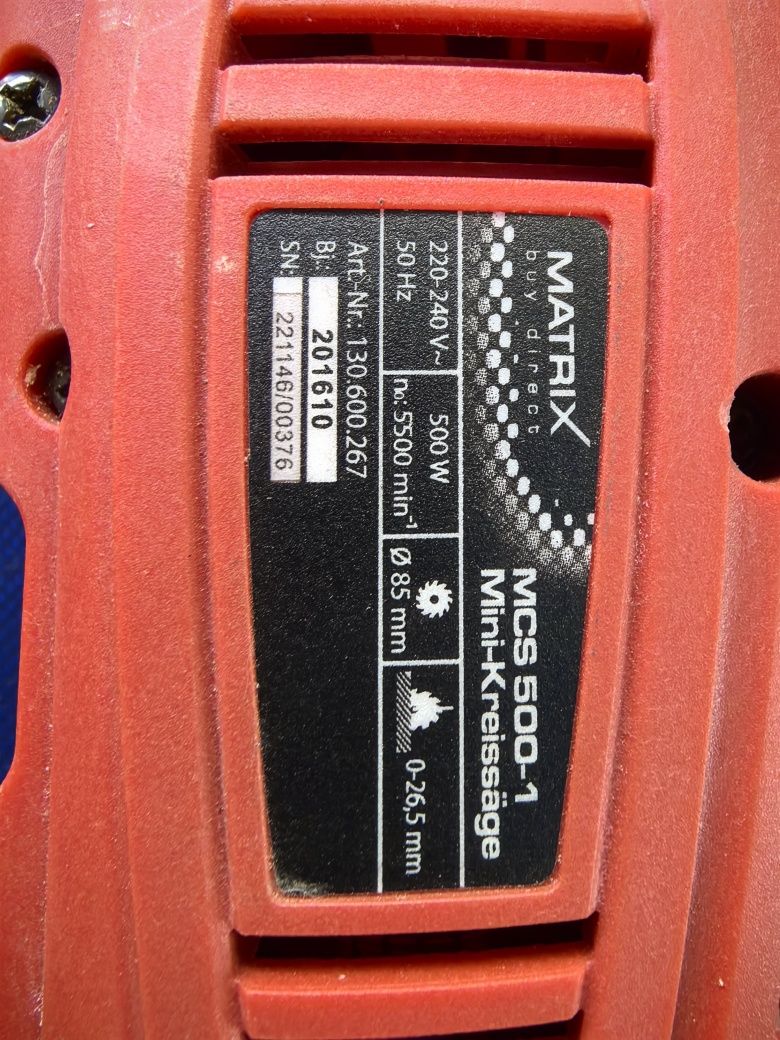 MATRIX
buy direct
MCS 500-1
Mini-Kreissäge
220-240 V~
50 Hz
500 W
n₀: 5500 min⁻¹
Ø 85 mm
0-26,5 mm
Art.-Nr.: 130.600.267
Bj.: 201610
SN: 221146/00376